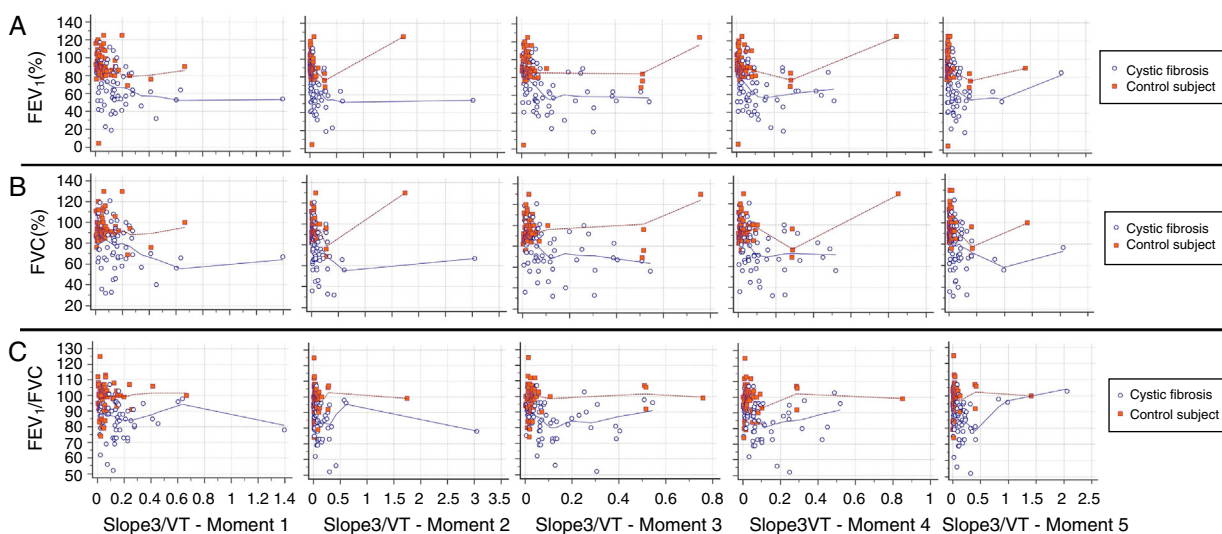 A
FEV1(%)
140
120
100
80
60
40
20
0
Cystic fibrosis
Control subject
B
FVC(%)
140
120
100
80
60
40
20
Cystic fibrosis
Control subject
C
FEV1/FVC
130
120
110
100
90
80
70
60
50
Cystic fibrosis
Control subject
0 0.2 0.4 0.6 0.8 1 1.2 1.4
0 0.5 1 1.5 2 2.5 3 3.5
0 0.2 0.4 0.6 0.8
0 0.2 0.4 0.6 0.8 1
0 0.5 1 1.5 2 2.5
Slope3/VT - Moment 1
Slope3/VT - Moment 2
Slope3/VT - Moment 3
Slope3VT - Moment 4
Slope3/VT - Moment 5